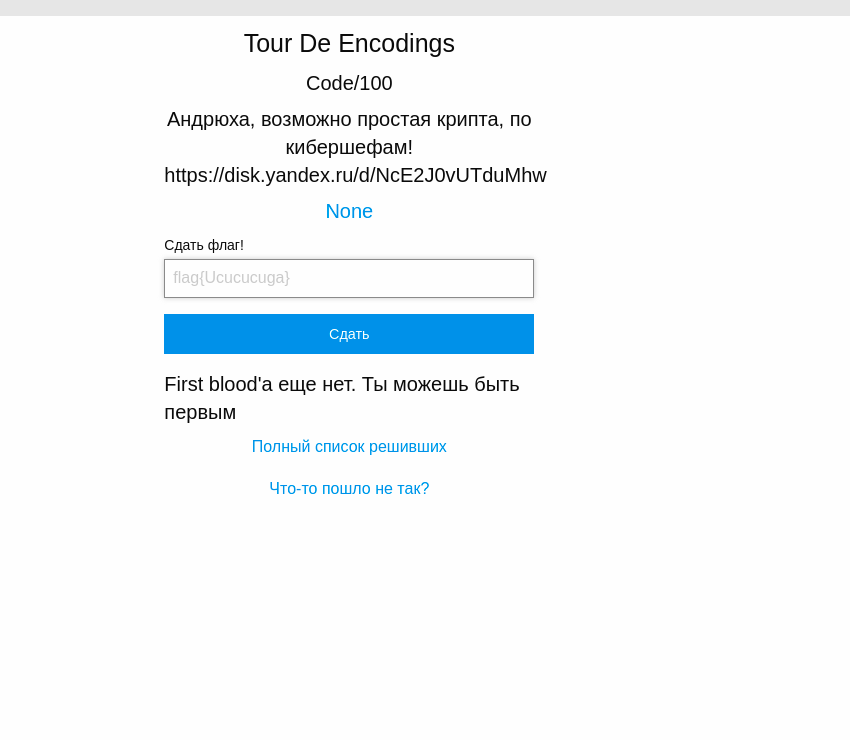 Tour De Encodings
Code/100
Андрюха, возможно простая крипта, по
кибершефам!
https://disk.yandex.ru/d/NcE2J0vUTduMhw
None
Сдать флаг!
flag{Ucucucuga}
Сдать
First blood'a еще нет. Ты можешь быть
первым
Полный список решивших
Что-то пошло не так?